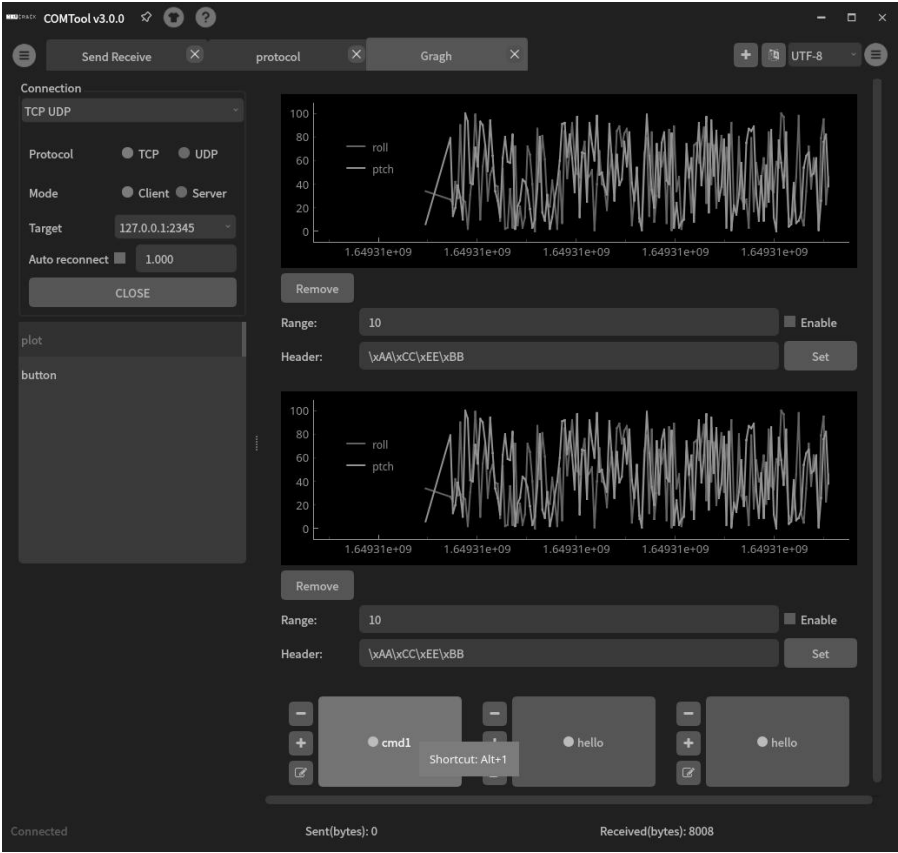 COMTool v3.0.0
Send Receive
protocol
Gragh
UTF-8
Connection
TCP UDP
Protocol TCP UDP
Mode Client Server
Target 127.0.0.1:2345
Auto reconnect 1.000
CLOSE
plot
button
100
80
60
40
20
0
roll
ptch
1.64931e+09 1.64931e+09 1.64931e+09 1.64931e+09 1.64931e+09
Remove
Range: 10 Enable
Header: \xAA\xCC\xEE\xBB Set
100
80
60
40
20
0
roll
ptch
1.64931e+09 1.64931e+09 1.64931e+09 1.64931e+09 1.64931e+09
Remove
Range: 10 Enable
Header: \xAA\xCC\xEE\xBB Set
cmd1
hello
hello
Shortcut: Alt+1
Connected Sent(bytes): 0 Received(bytes): 8008